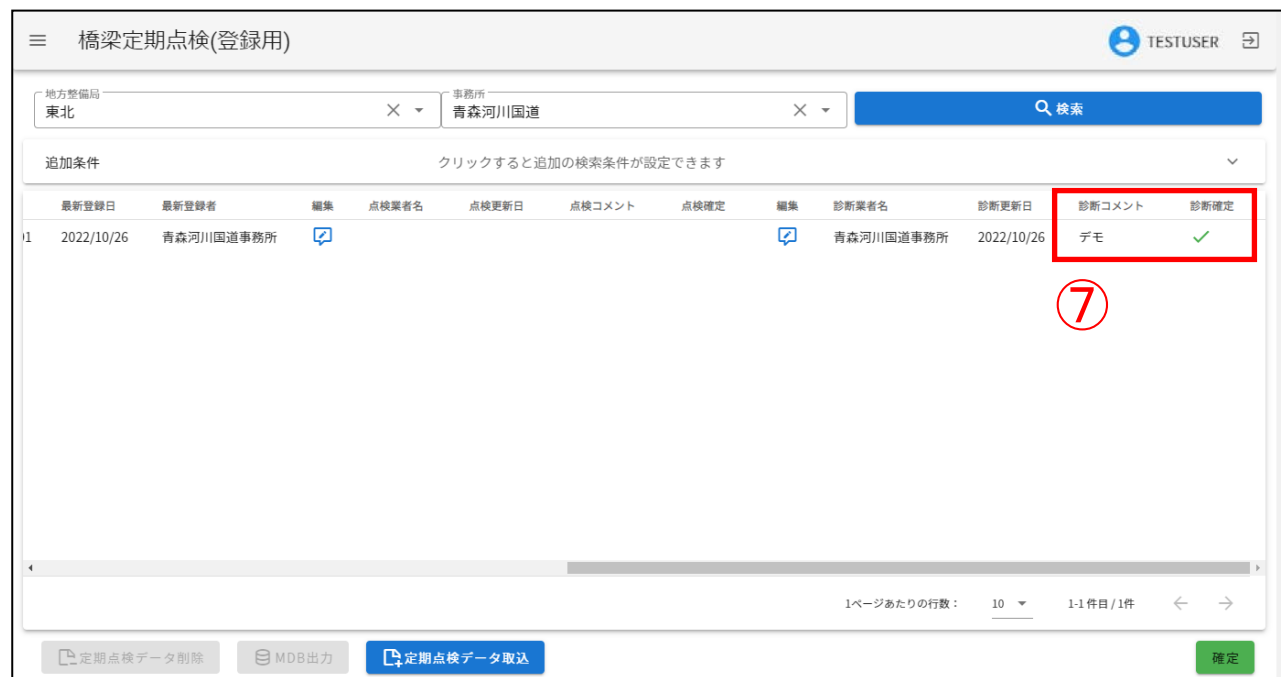 橋梁定期点検(登録用)
TESTUSER
地方整備局
東北
事務所
青森河川国道
検索
追加条件
クリックすると追加の検索条件が設定できます
最新登録日 最新登録者 編集 点検業者名 点検更新日 点検コメント 点検確定 編集 診断業者名 診断更新日 診断コメント 診断確定
01 2022/10/26 青森河川国道事務所 青森河川国道事務所 2022/10/26 デモ
⑦
1ページあたりの行数： 10 1-1 件目 / 1件
定期点検データ削除 MDB出力 定期点検データ取込 確定